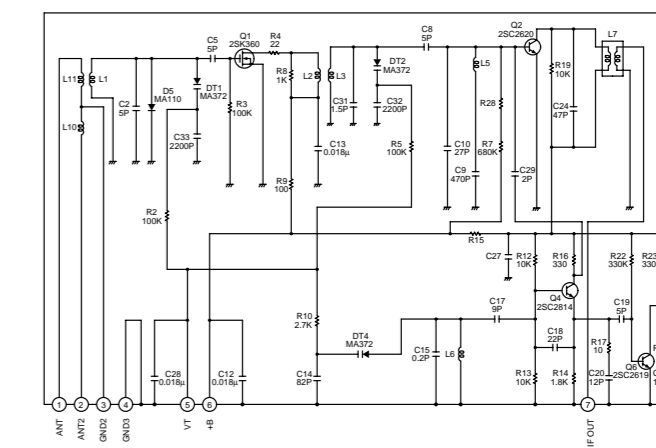 C5
5P
Q1
2SK360
R4
22
C8
5P
Q2
2SC2620
L7
L11
L1
C2
5P
D5
MA110
DT1
MA372
R3
100K
R8
1K
L2
L3
DT2
MA372
C31
1.5P
C32
2200P
L5
R28
R19
10K
C24
47P
C33
2200P
L10
C13
0.018μ
R5
100K
C10
27P
R7
680K
C9
470P
C29
2P
R9
100
R2
100K
R15
C27
R12
10K
R16
330
R22
330K
R23
330
Q4
2SC2814
R10
2.7K
C17
9P
C19
5P
DT4
MA372
C15
0.2P
L6
C18
22P
R17
10
Q6
2SC2619
C28
0.018μ
C12
0.018μ
C14
82P
R13
10K
R14
1.8K
C20
12P
1
2
3
4
5
6
7
ANT
ANT2
GND2
GND3
VT
+B
IF OUT